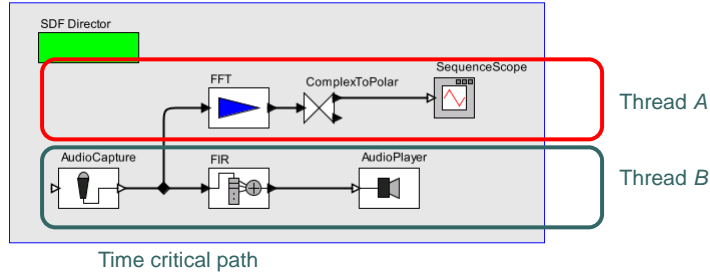 SDF Director
SequenceScope
FFT
ComplexToPolar
Thread A
AudioCapture
FIR
AudioPlayer
Thread B
Time critical path